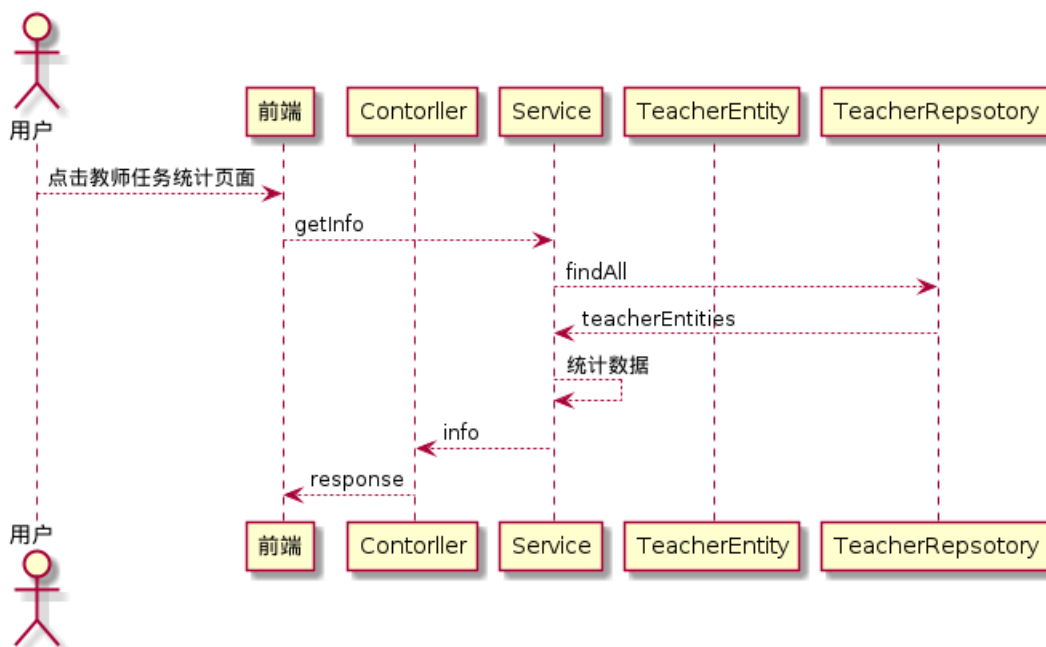 用户
前端
Contorller
Service
TeacherEntity
TeacherRepsotory
点击教师任务统计页面
getInfo
findAll
teacherEntities
统计数据
info
response
用户
前端
Contorller
Service
TeacherEntity
TeacherRepsotory